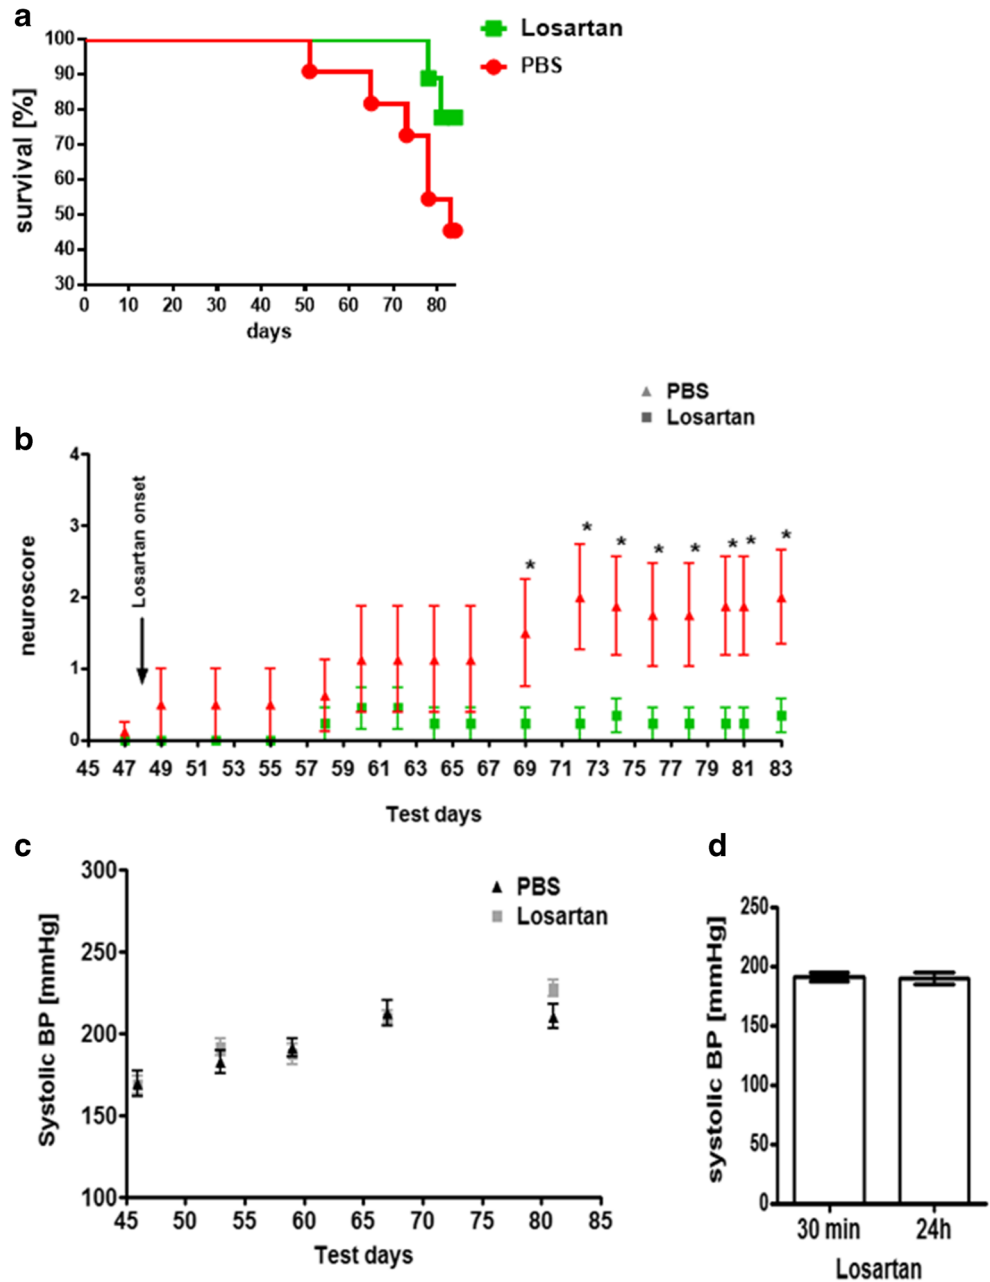 a
Losartan
PBS
survival [%]
100
90
80
70
60
50
40
30
0 10 20 30 40 50 60 70 80
days
b
PBS
Losartan
neuroscore
4
3
2
1
0
Losartan onset
* * * * * * * *
45 47 49 51 53 55 57 59 61 63 65 67 69 71 73 75 77 79 81 83
Test days
c
PBS
Losartan
Systolic BP [mmHg]
300
250
200
150
100
45 50 55 60 65 70 75 80 85
Test days
d
systolic BP [mmHg]
250
200
150
100
50
0
30 min 24h
Losartan